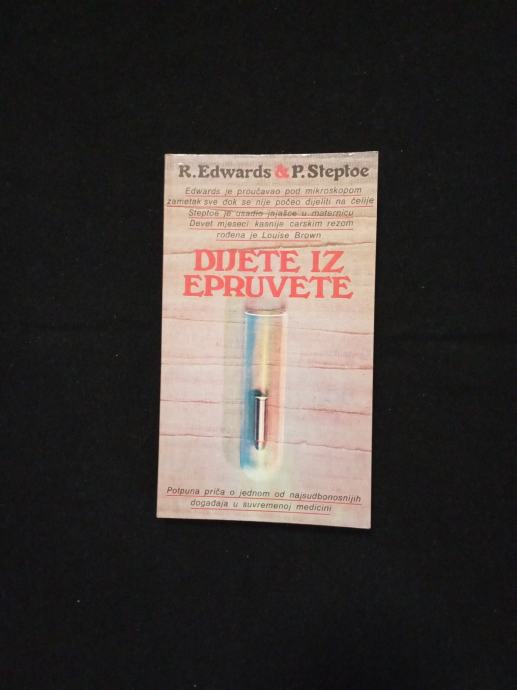 R.Edwards & P.Steptoe
Edwards je proučavao pod mikroskopom
zametak sve dok se nije počeo dijeliti na ćelije
Steptoe je usadio jajašce u maternicu
Devet mjeseci kasnije carskim rezom
rođena je Louise Brown
DIJETE IZ
EPRUVETE
Potpuna priča o jednom od najsudbonosnijih
događaja u suvremenoj medicini